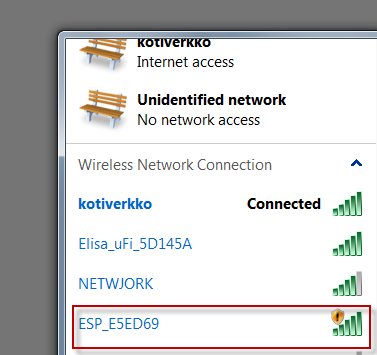 kotiverkko
Internet access
Unidentified network
No network access
Wireless Network Connection
kotiverkko Connected
Elisa_uFi_5D145A
NETWJORK
ESP_E5ED69